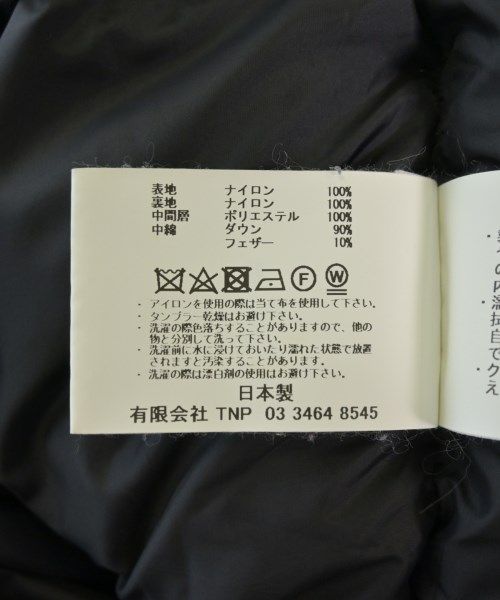 表地 ナイロン 100%
裏地 ナイロン 100%
中間層 ポリエステル 100%
中綿 ダウン 90%
フェザー 10%
F W
・アイロンを使用の際は当て布を使用して下さい。
・タンブラー乾燥はお避け下さい。
・洗濯の際色落ちすることがありますので、他の
物と分別して洗って下さい。
・洗濯前に水に浸けておいたり濡れた状態で放置
されますと汚染することがあります。
・洗濯の際は漂白剤の使用はお避け下さい。
日本製
有限会社 TNP 03 3464 8545